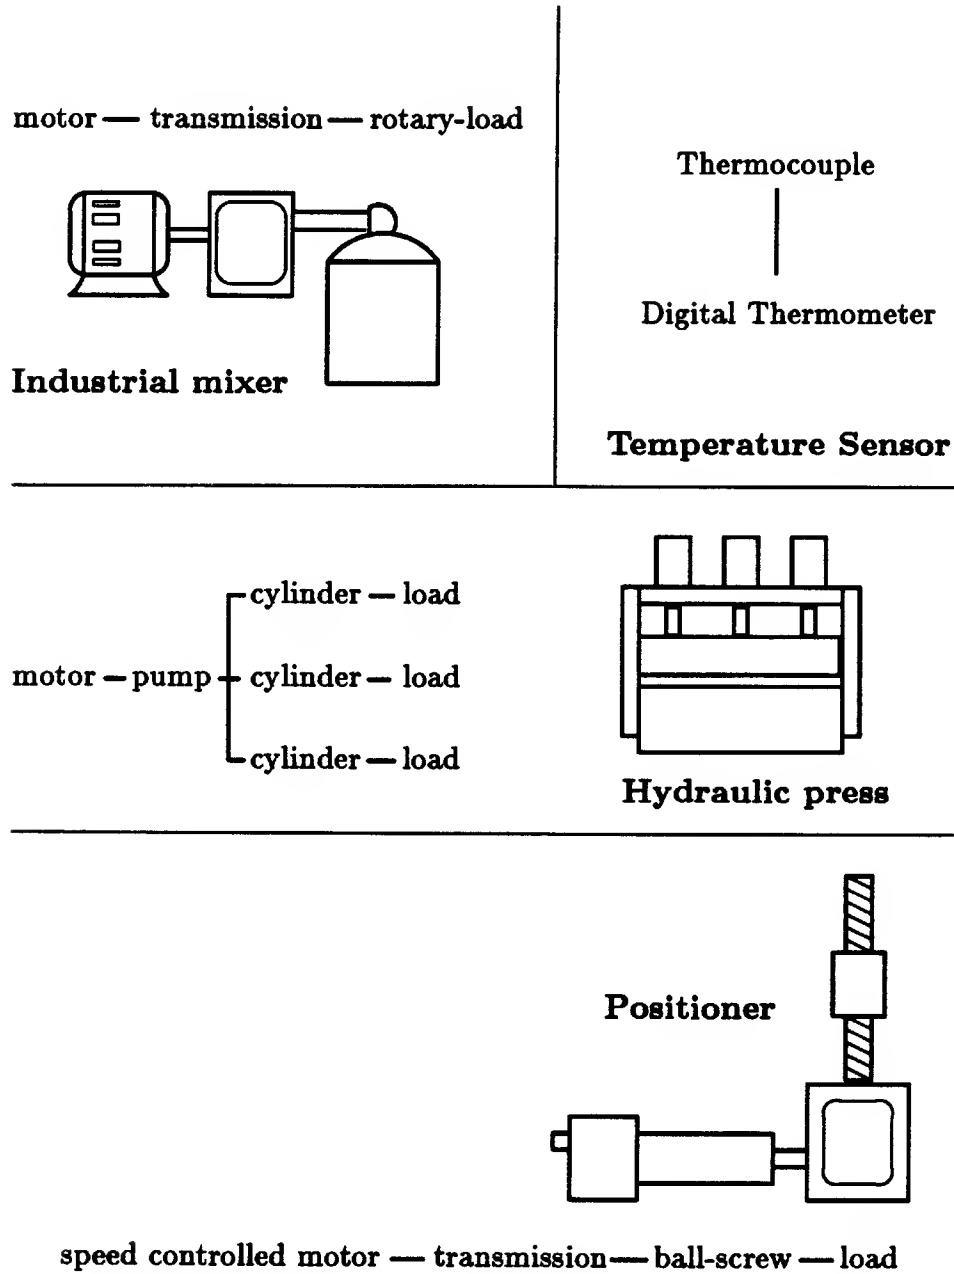 motor — transmission — rotary-load
Industrial mixer
Thermocouple
Digital Thermometer
Temperature Sensor
cylinder — load
motor — pump — cylinder — load
cylinder — load
Hydraulic press
Positioner
speed controlled motor — transmission — ball-screw — load